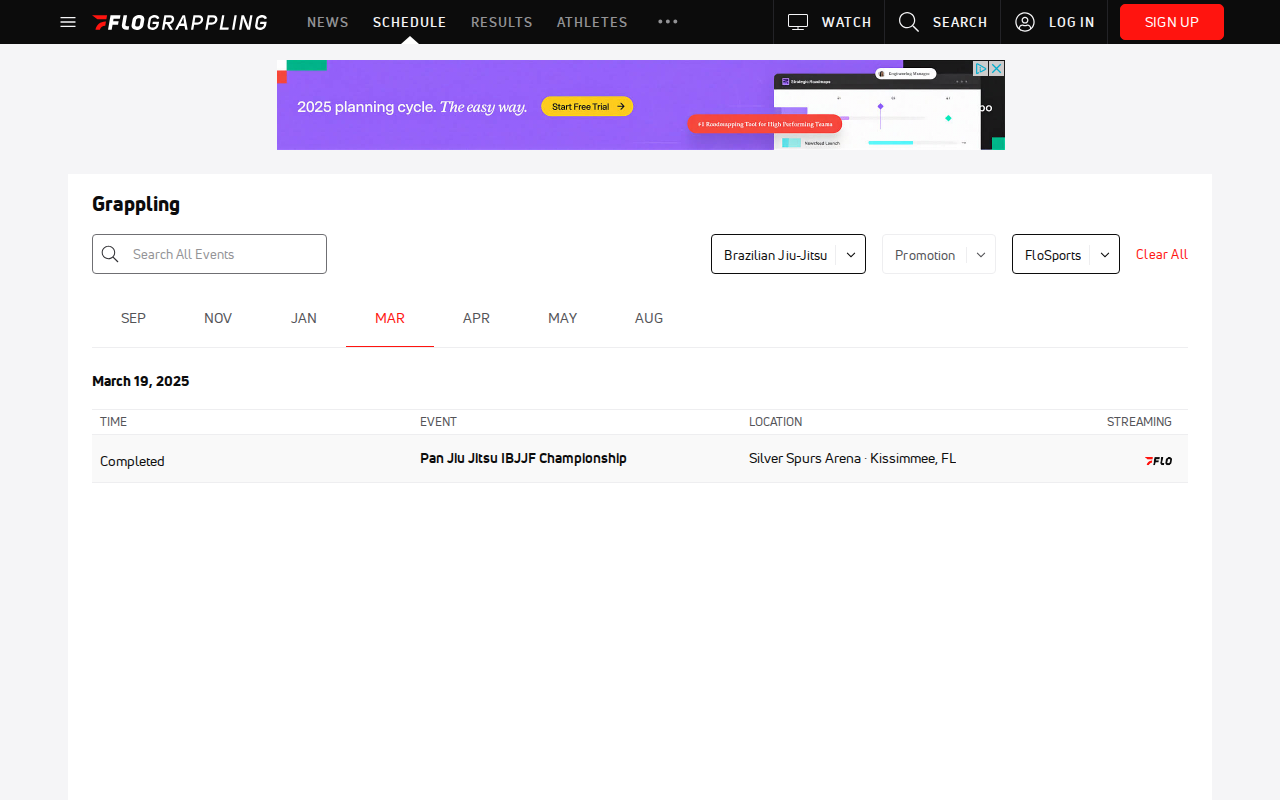 FLOGRAPPLING NEWS SCHEDULE RESULTS ATHLETES WATCH SEARCH LOG IN SIGN UP
2025 planning cycle. The easy way. Start Free Trial
Strategic Roadmaps Engineering Manager
#1 Roadmapping Tool for High Performing Teams
Newsfeed Launch
Grappling
Search All Events Brazilian Jiu-Jitsu Promotion FloSports Clear All
SEP NOV JAN MAR APR MAY AUG
March 19, 2025
TIME EVENT LOCATION STREAMING
Completed Pan Jiu Jitsu IBJJF Championship Silver Spurs Arena · Kissimmee, FL FLO